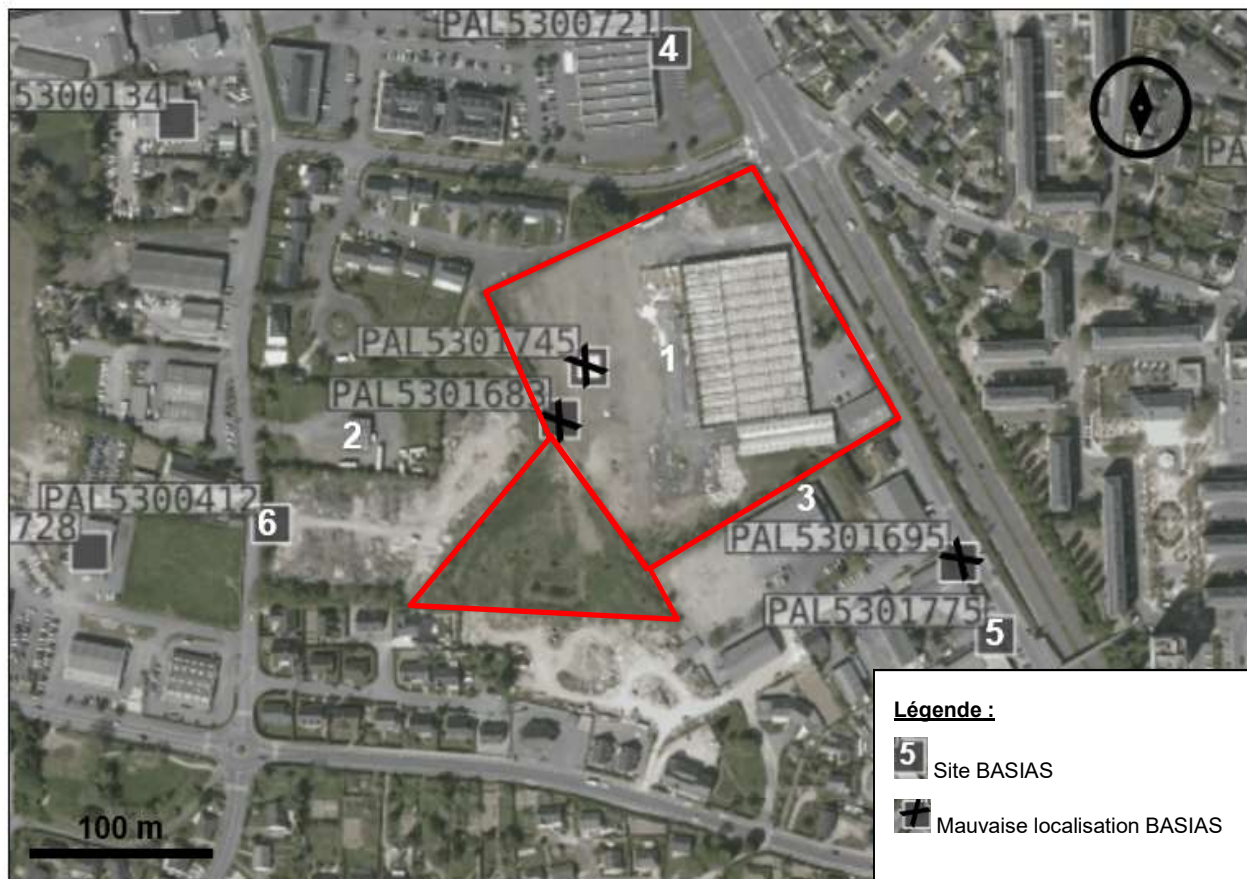 PAL5300721
4
5300134
PA
PAL5301745
1
PAL5301683
2
PAL5300412
6
728
3
PAL5301695
PAL5301775
5
100 m
Légende :
5 Site BASIAS
Mauvaise localisation BASIAS